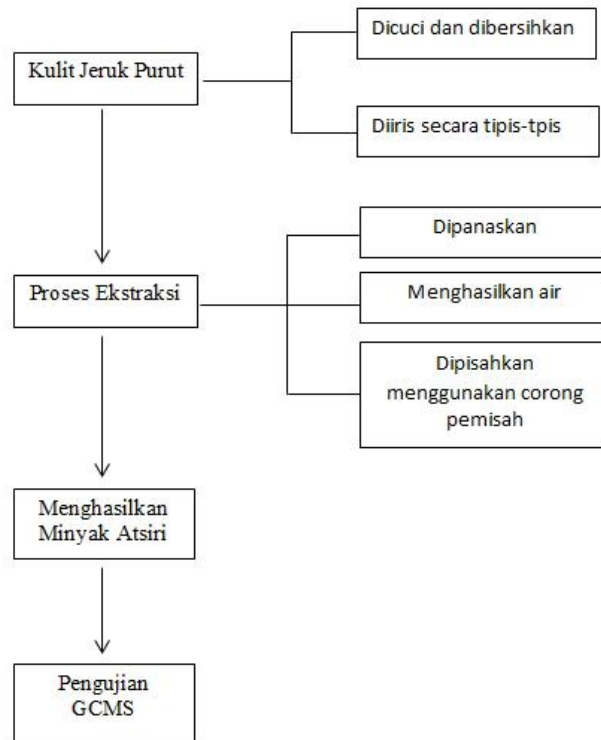 Dicuci dan dibersihkan
Kulit Jeruk Purut
Diiris secara tipis-tpis
Dipanaskan
Proses Ekstraksi
Menghasilkan air
Dipisahkan
menggunakan corong
pemisah
Menghasilkan
Minyak Atsiri
Pengujian
GCMS